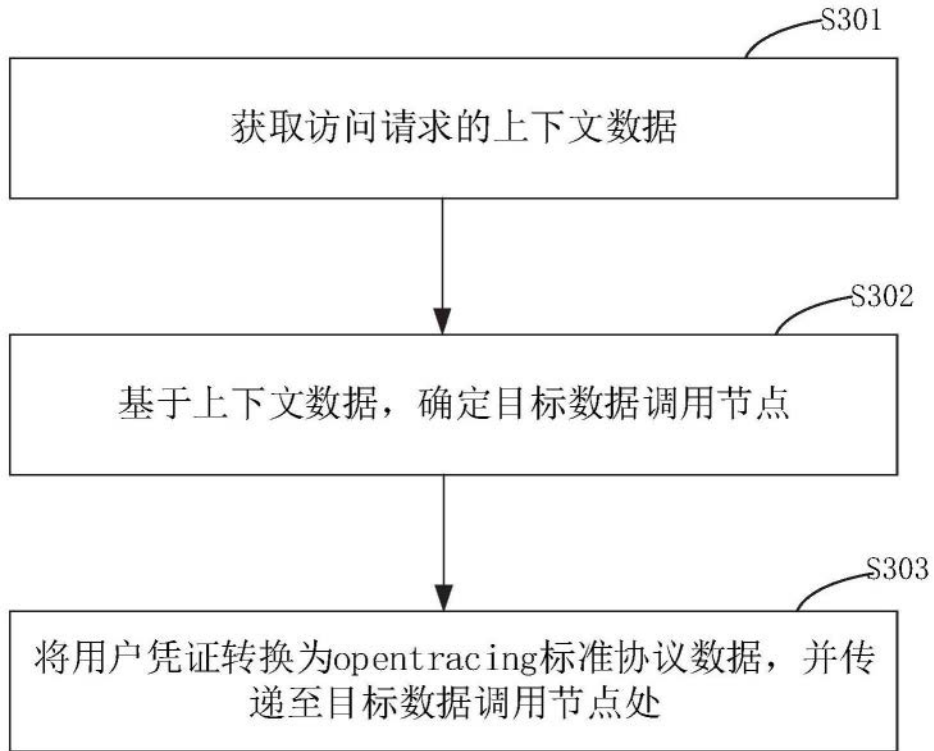 S301
获取访问请求的上下文数据
S302
基于上下文数据，确定目标数据调用节点
S303
将用户凭证转换为opentracing标准协议数据，并传
递至目标数据调用节点处